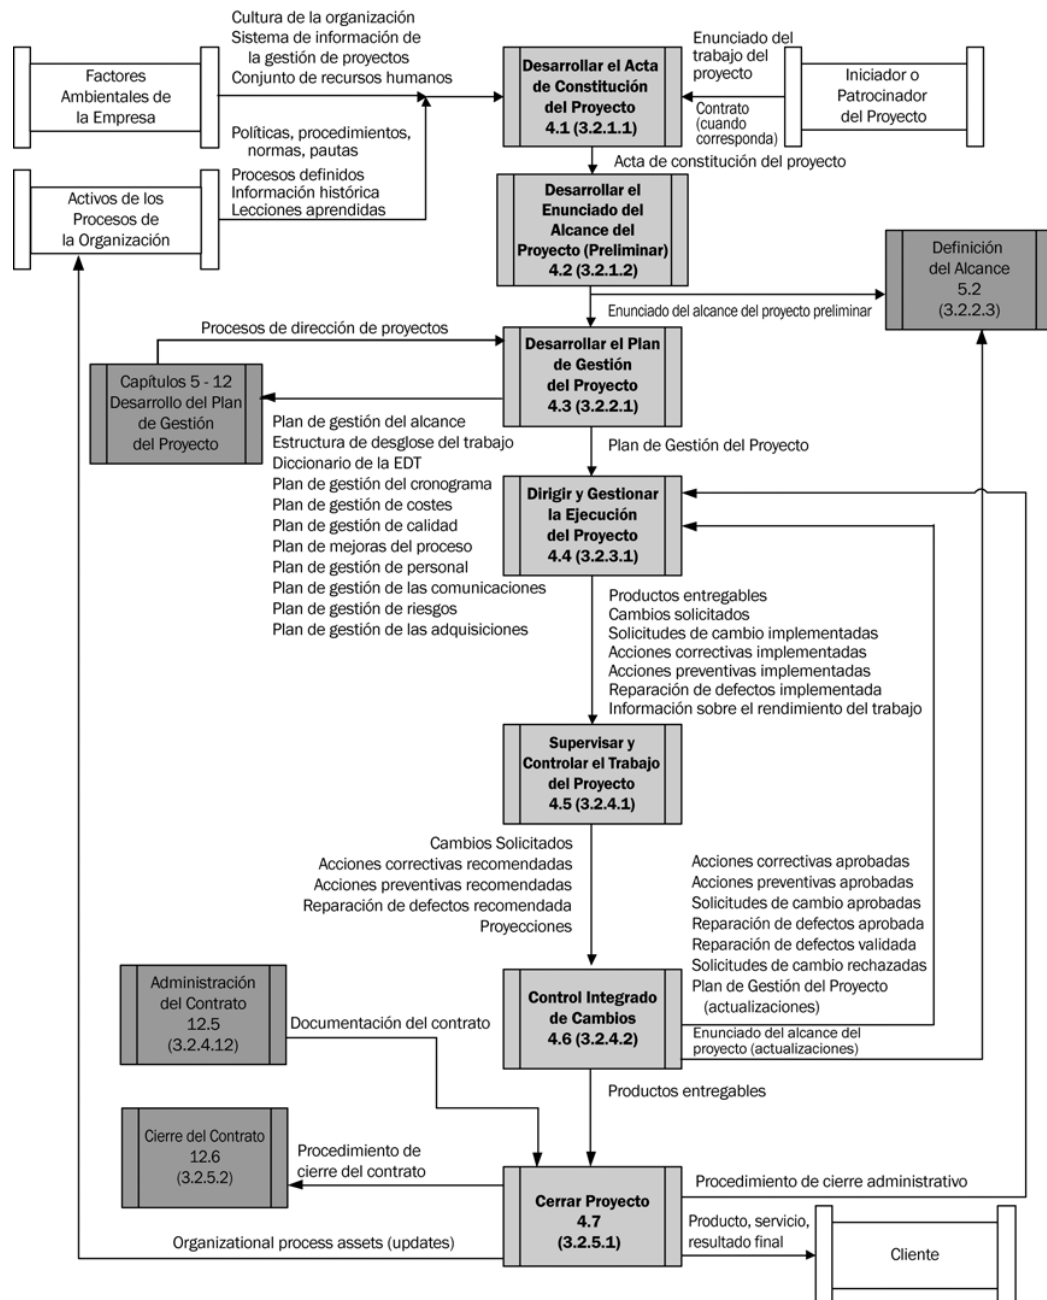 Cultura de la organización
Sistema de información de
la gestión de proyectos
Conjunto de recursos humanos
Factores
Ambientales de
la Empresa
Desarrollar el Acta
de Constitución
del Proyecto
4.1 (3.2.1.1)
Enunciado del
trabajo del
proyecto
Contrato
(cuando
corresponda)
Iniciador o
Patrocinador
del Proyecto
Políticas, procedimientos,
normas, pautas
Procesos definidos
Información histórica
Lecciones aprendidas
Activos de los
Procesos de
la Organización
Acta de constitución del proyecto
Desarrollar el
Enunciado del
Alcance del
Proyecto (Preliminar)
4.2 (3.2.1.2)
Definición
del Alcance
5.2
(3.2.2.3)
Enunciado del alcance del proyecto preliminar
Procesos de dirección de proyectos
Desarrollar el Plan
de Gestión
del Proyecto
4.3 (3.2.2.1)
Capítulos 5 - 12
Desarrollo del Plan
de Gestión
del Proyecto
Plan de gestión del alcance
Estructura de desglose del trabajo
Diccionario de la EDT
Plan de gestión del cronograma
Plan de gestión de costes
Plan de gestión de calidad
Plan de mejoras del proceso
Plan de gestión de personal
Plan de gestión de las comunicaciones
Plan de gestión de riesgos
Plan de gestión de las adquisiciones
Plan de Gestión del Proyecto
Dirigir y Gestionar
la Ejecución
del Proyecto
4.4 (3.2.3.1)
Productos entregables
Cambios solicitados
Solicitudes de cambio implementadas
Acciones correctivas implementadas
Acciones preventivas implementadas
Reparación de defectos implementada
Información sobre el rendimiento del trabajo
Supervisar y
Controlar el Trabajo
del Proyecto
4.5 (3.2.4.1)
Cambios Solicitados
Acciones correctivas recomendadas
Acciones preventivas recomendadas
Reparación de defectos recomendada
Proyecciones
Acciones correctivas aprobadas
Acciones preventivas aprobadas
Solicitudes de cambio aprobadas
Reparación de defectos aprobada
Reparación de defectos validada
Solicitudes de cambio rechazadas
Plan de Gestión del Proyecto
(actualizaciones)
Enunciado del alcance del
proyecto (actualizaciones)
Administración
del Contrato
12.5
(3.2.4.12)
Documentación del contrato
Control Integrado
de Cambios
4.6 (3.2.4.2)
Productos entregables
Cierre del Contrato
12.6
(3.2.5.2)
Procedimiento de
cierre del contrato
Cerrar Proyecto
4.7
(3.2.5.1)
Procedimiento de cierre administrativo
Organizational process assets (updates)
Producto, servicio,
resultado final
Cliente